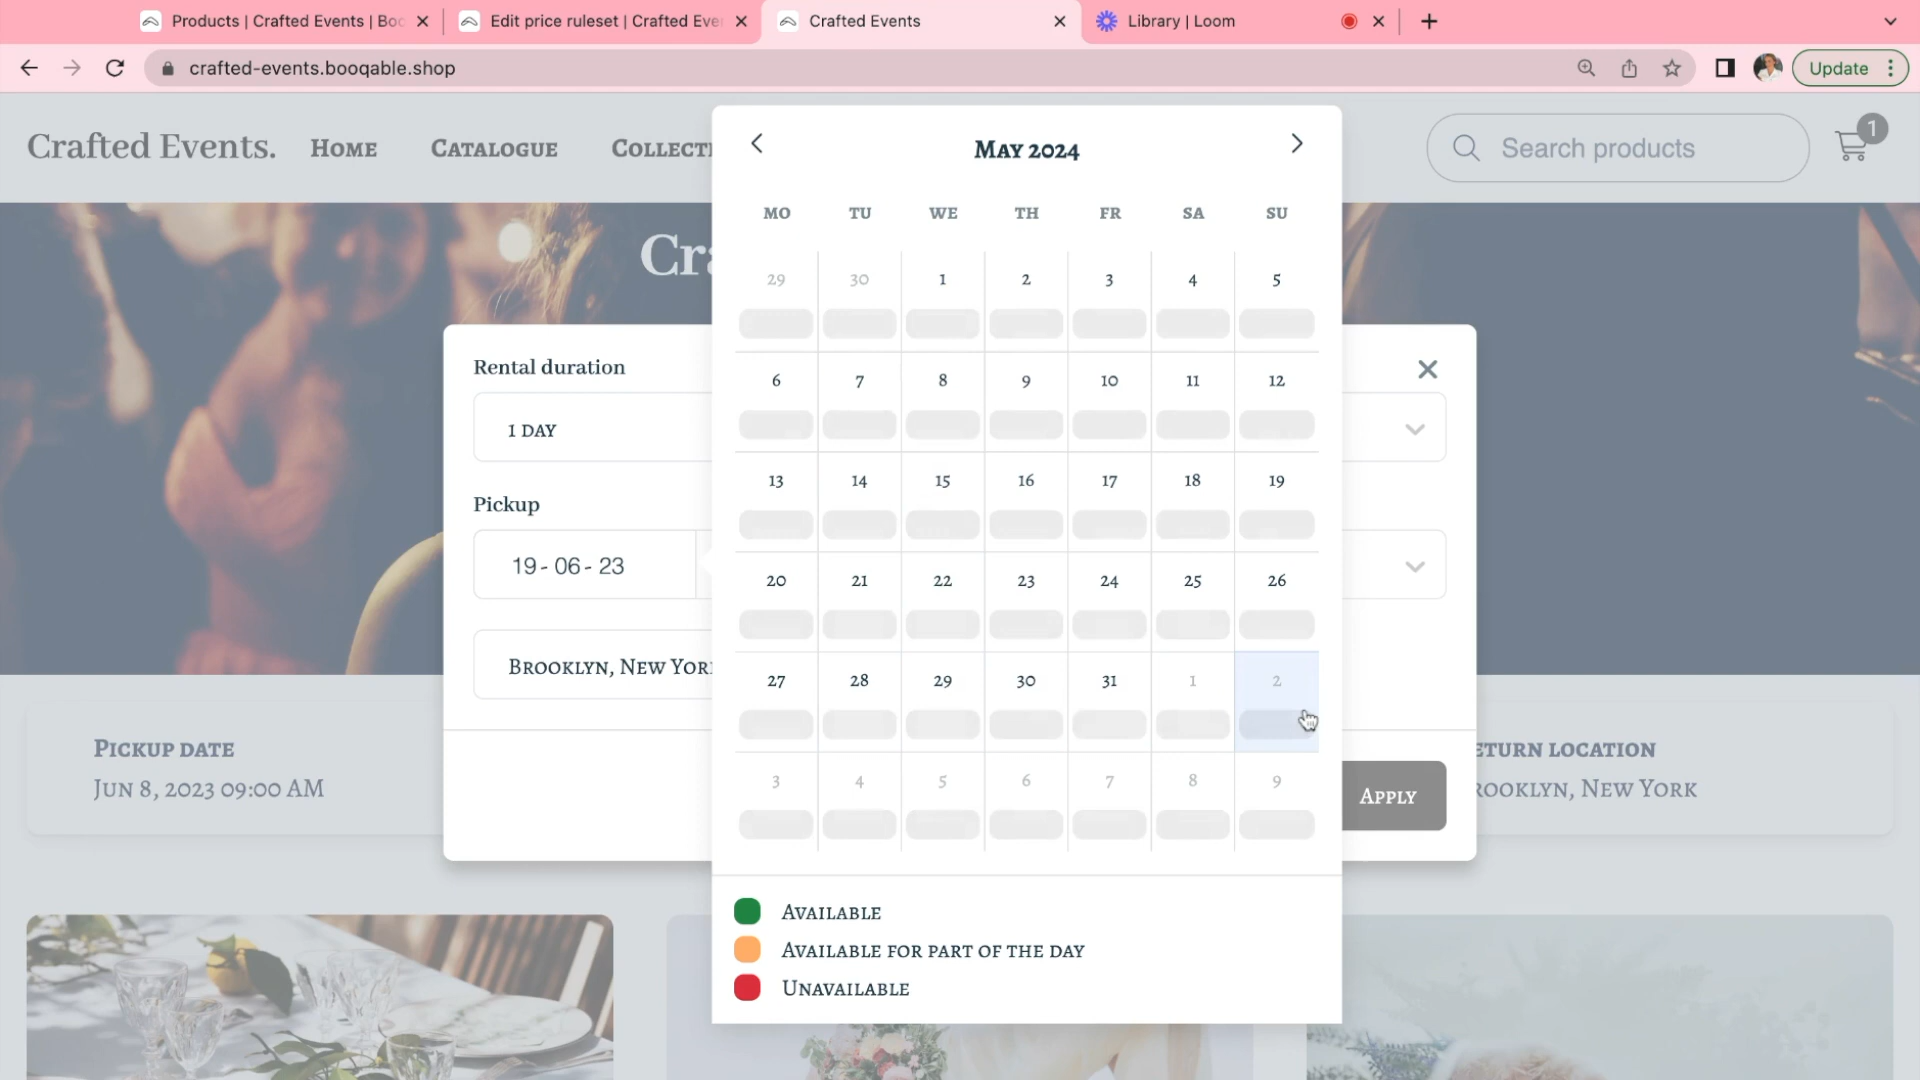 Products | Crafted Events | Boo
Edit price ruleset | Crafted Eve
Crafted Events
Library | Loom
crafted-events.booqable.shop
Update
Crafted Events.
Home
Catalogue
Collecti
Search products
1
Cra
May 2024
MO TU WE TH FR SA SU
29 30 1 2 3 4 5
6 7 8 9 10 11 12
13 14 15 16 17 18 19
20 21 22 23 24 25 26
27 28 29 30 31 1 2
3 4 5 6 7 8 9
Available
Available for part of the day
Unavailable
Rental duration
1 DAY
Pickup
19 - 06 - 23
Brooklyn, New York
Apply
Pickup date
Jun 8, 2023 09:00 AM
eturn location
rooklyn, New York